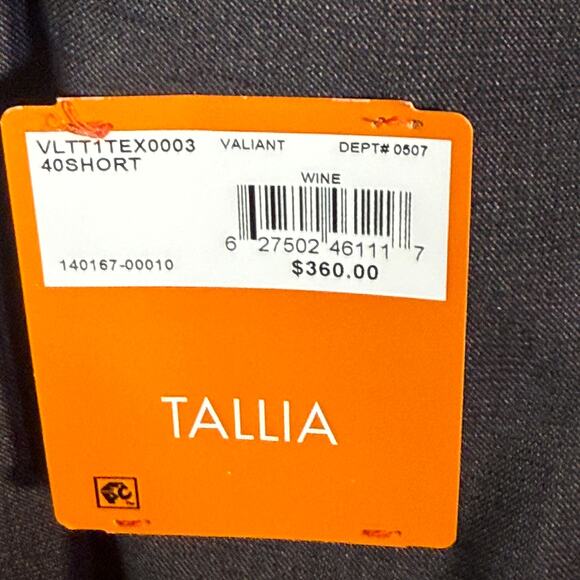 VLTT1TEX0003 VALIANT DEPT# 0507
40SHORT
WINE
6 27502 46111 7
140167-00010 $360.00
TALLIA